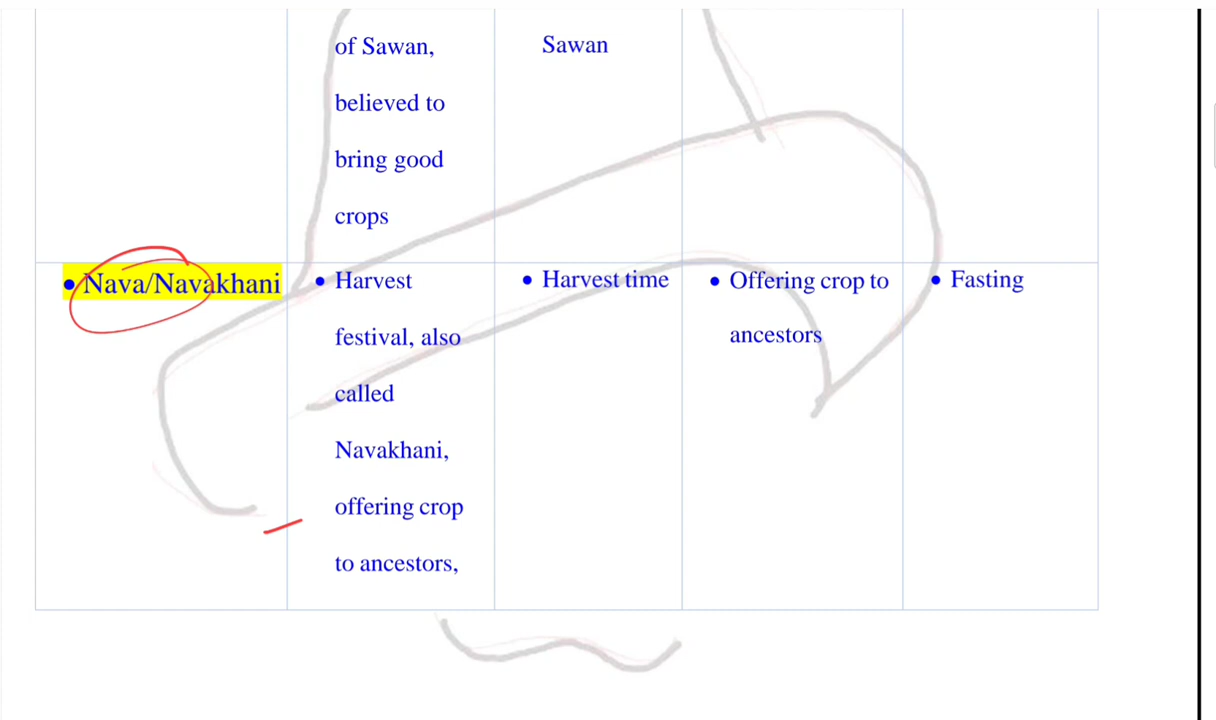 of Sawan,
believed to
bring good
crops
Sawan
• Nava/Navakhani
• Harvest
festival, also
called
Navakhani,
offering crop
to ancestors,
• Harvest time
• Offering crop to
ancestors
• Fasting